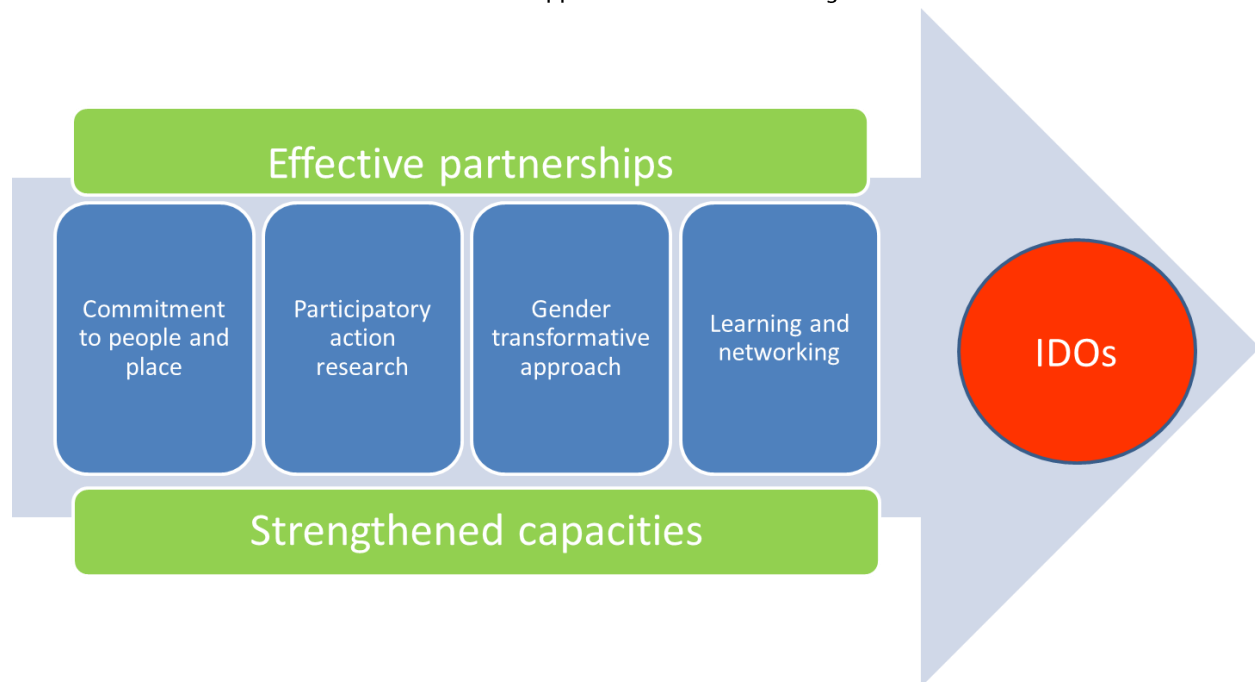 Effective partnerships
Commitment
to people and
place
Participatory
action
research
Gender
transformative
approach
Learning and
networking
IDOs
Strengthened capacities